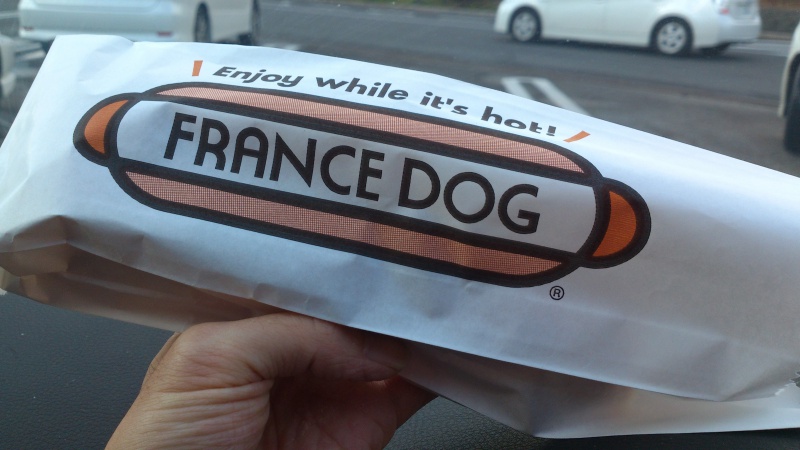 Enjoy while it's hot!
FRANCE DOG
®